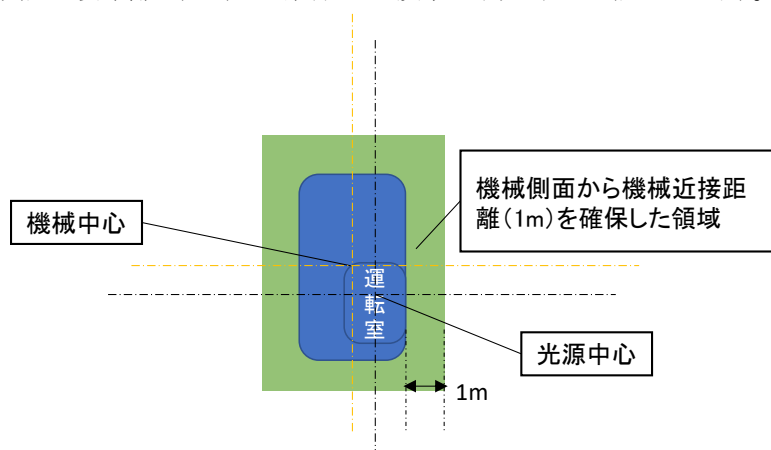 機械側面から機械近接距
離（1m）を確保した領域
機械中心
運
転
室
光源中心
1m